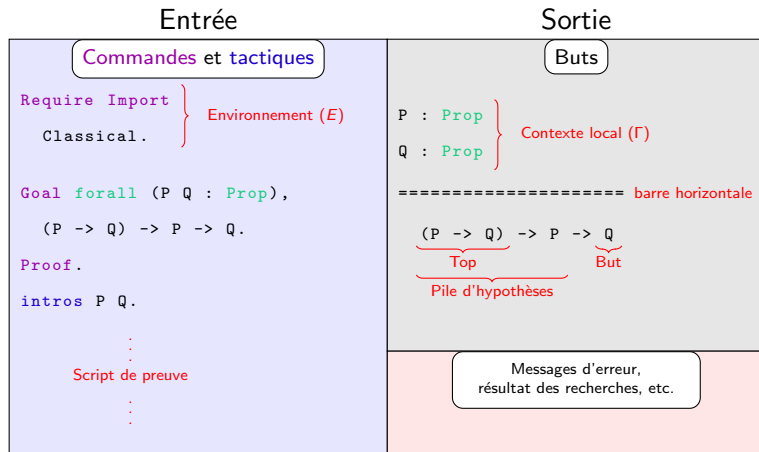 Entrée
Commandes et tactiques
Require Import
Classical.
Environnement (E)
Goal forall (P Q : Prop),
(P -> Q) -> P -> Q.
Proof.
intros P Q.
Script de preuve
Sortie
Buts
P : Prop
Q : Prop
Contexte local (Γ)
===================== barre horizontale
(P -> Q) -> P -> Q
Top
But
Pile d'hypothèses
Messages d'erreur,
résultat des recherches, etc.